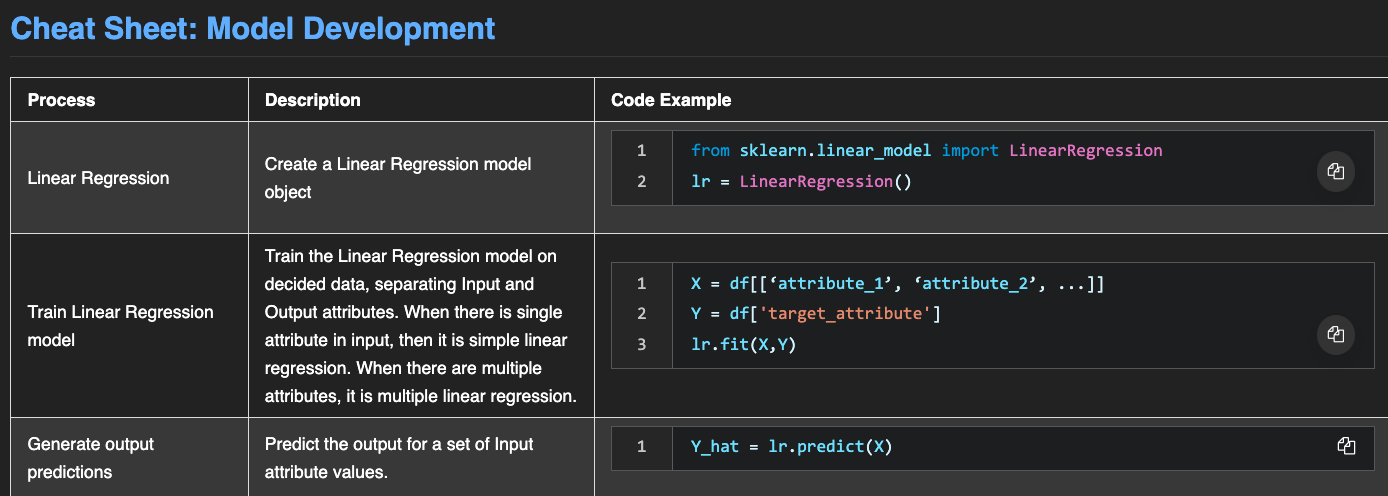 Cheat Sheet: Model Development
Process
Description
Code Example
Linear Regression
Create a Linear Regression model
object
1 from sklearn.linear_model import LinearRegression
2 lr = LinearRegression()
Train Linear Regression
model
Train the Linear Regression model on
decided data, separating Input and
Output attributes. When there is single
attribute in input, then it is simple linear
regression. When there are multiple
attributes, it is multiple linear regression.
1 X = df[[‘attribute_1’, ‘attribute_2’, ...]]
2 Y = df['target_attribute']
3 lr.fit(X,Y)
Generate output
predictions
Predict the output for a set of Input
attribute values.
1 Y_hat = lr.predict(X)